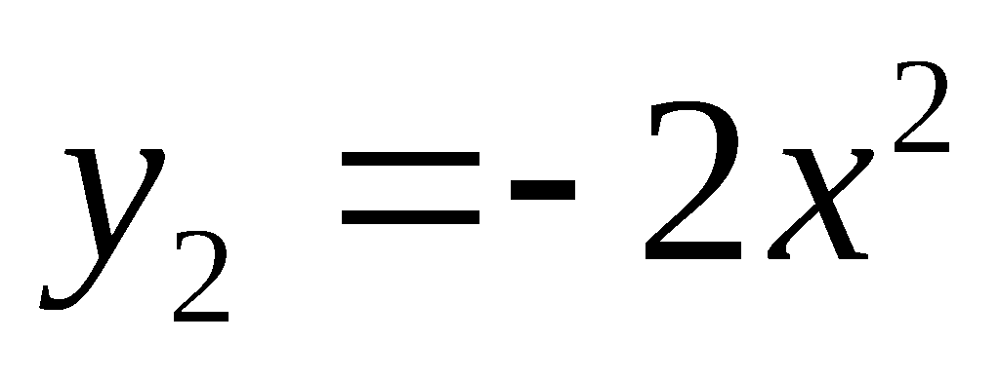 y₂ = - 2x²